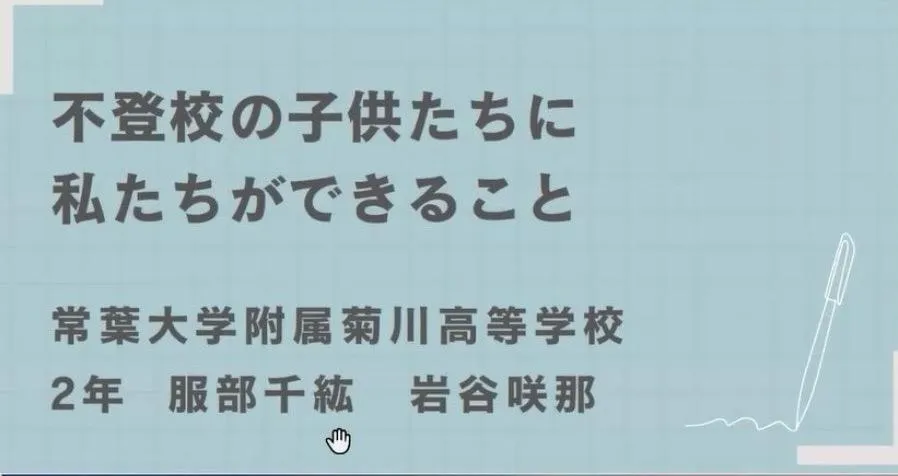 不登校の子供たちに
私たちができること
常葉大学附属菊川高等学校
2年 服部千紘 岩谷咲那